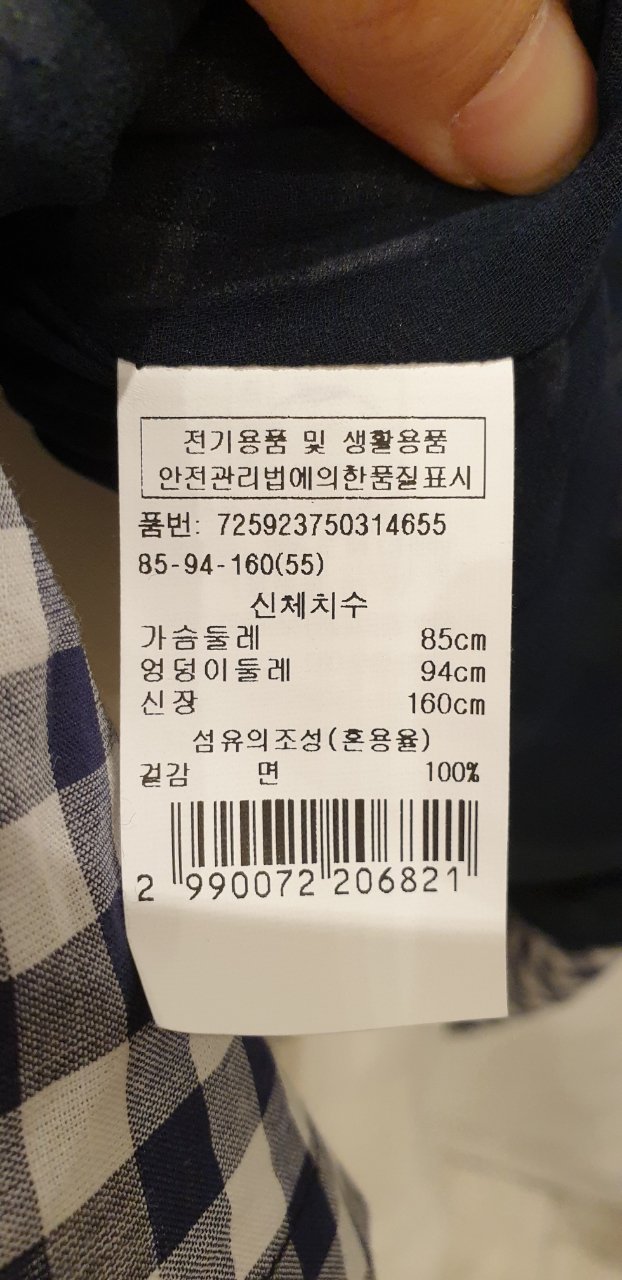 전기용품 및 생활용품
안전관리법에의한품질표시
품번: 725923750314655
85-94-160(55)
신체치수
가슴둘레 85cm
엉덩이둘레 94cm
신장 160cm
섬유의조성(혼용율)
겉감 면 100%
2 990072 206821